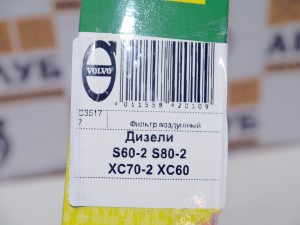 VOLVO
4 011558 420109
C3517
7
Фильтр воздушный
Дизели
S60-2 S80-2
XC70-2 XC60